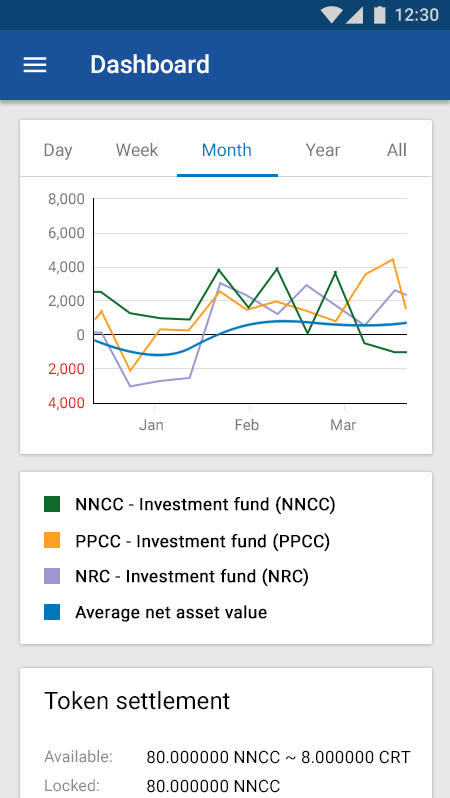 12:30
Dashboard
Day Week Month Year All
8,000
6,000
4,000
2,000
0
2,000
4,000
Jan Feb Mar
NNCC - Investment fund (NNCC)
PPCC - Investment fund (PPCC)
NRC - Investment fund (NRC)
Average net asset value
Token settlement
Available: 80.000000 NNCC ~ 8.000000 CRT
Locked: 80.000000 NNCC